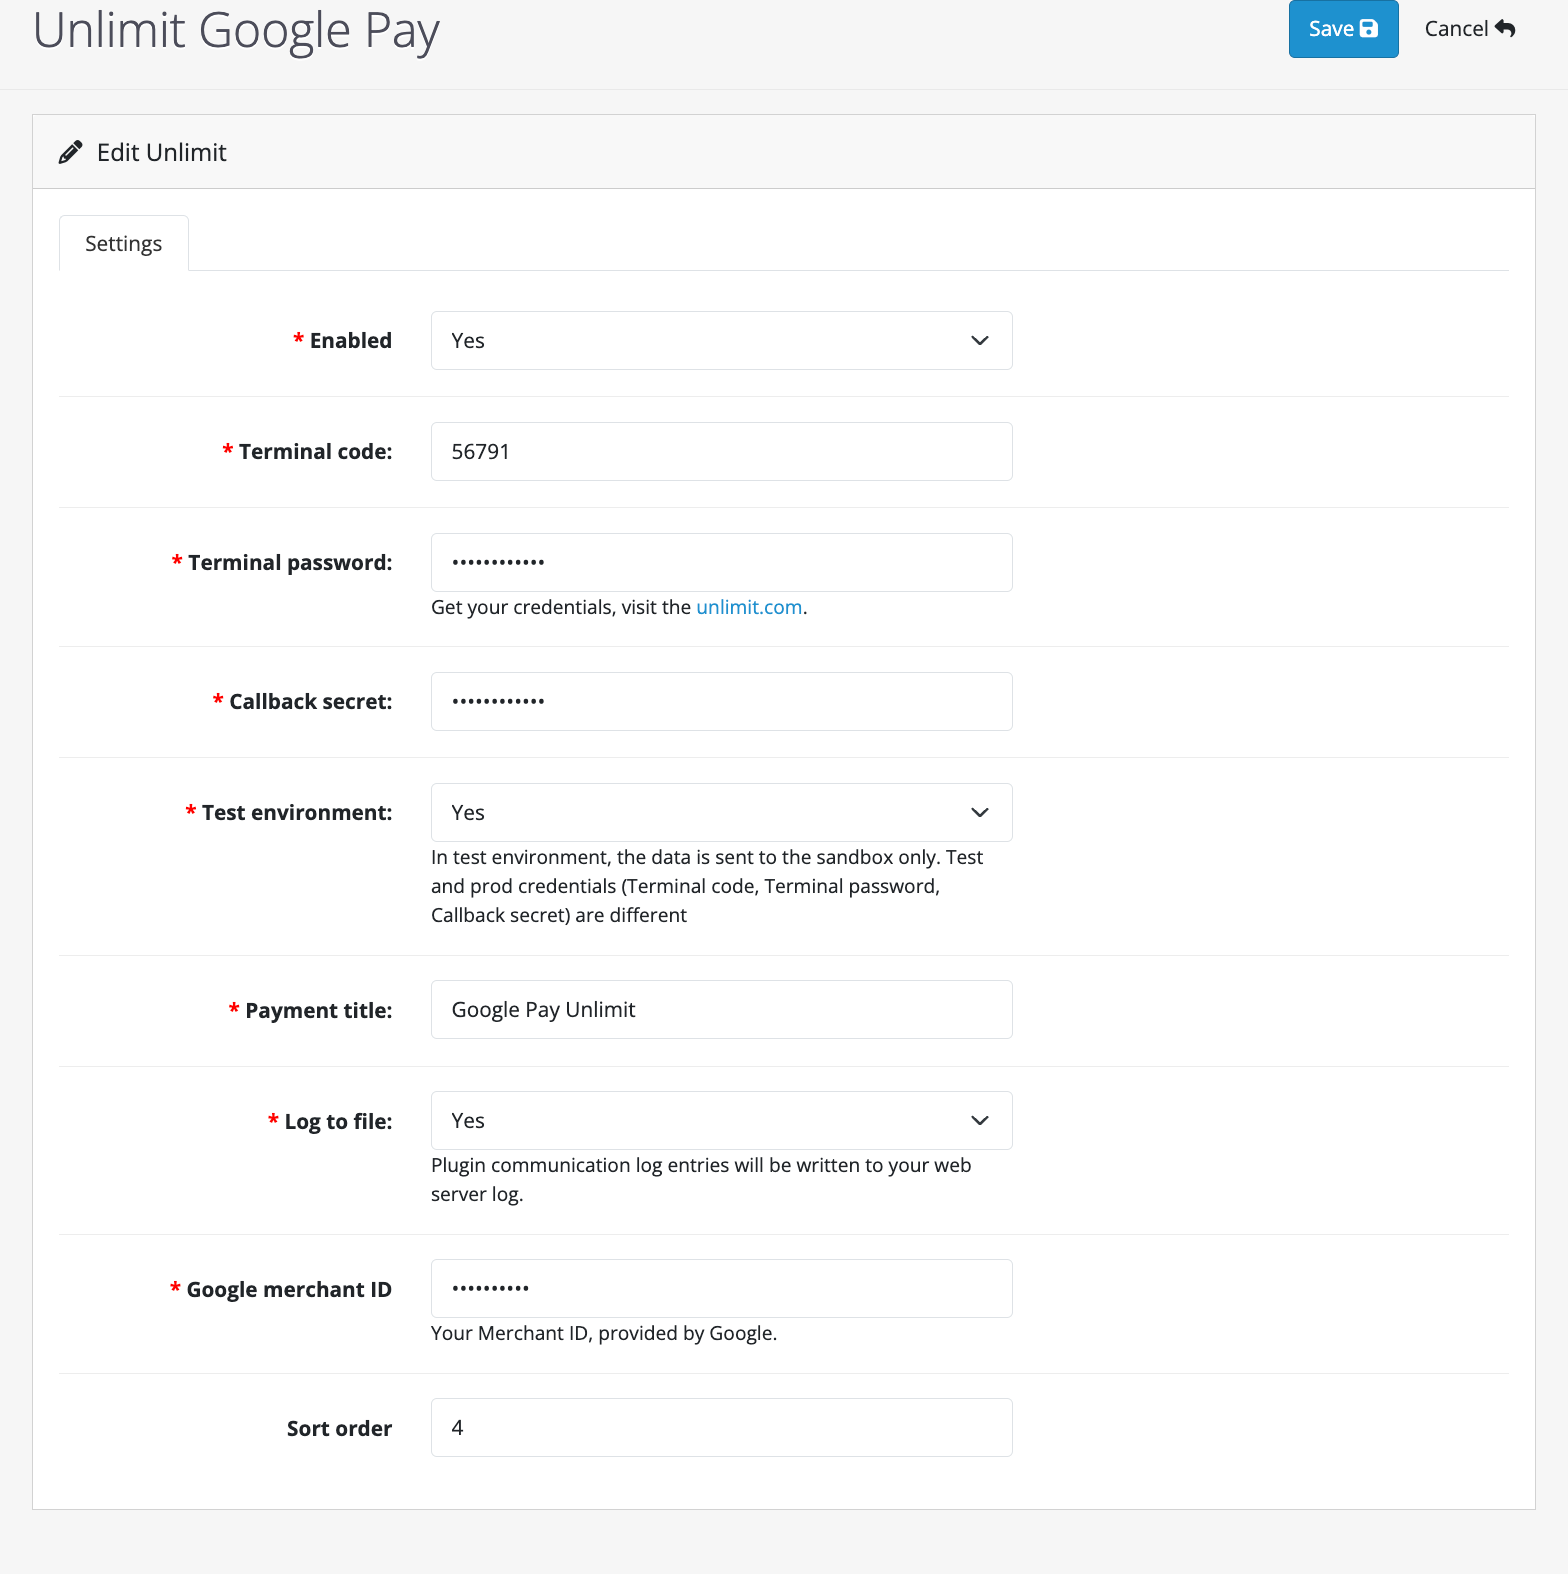 Unlimit Google Pay
Save
Cancel
Edit Unlimit
Settings
* Enabled
Yes
* Terminal code:
56791
* Terminal password:
••••••••••••
Get your credentials, visit the unlimit.com.
* Callback secret:
••••••••••••
* Test environment:
Yes
In test environment, the data is sent to the sandbox only. Test
and prod credentials (Terminal code, Terminal password,
Callback secret) are different
* Payment title:
Google Pay Unlimit
* Log to file:
Yes
Plugin communication log entries will be written to your web
server log.
* Google merchant ID
••••••••••
Your Merchant ID, provided by Google.
Sort order
4